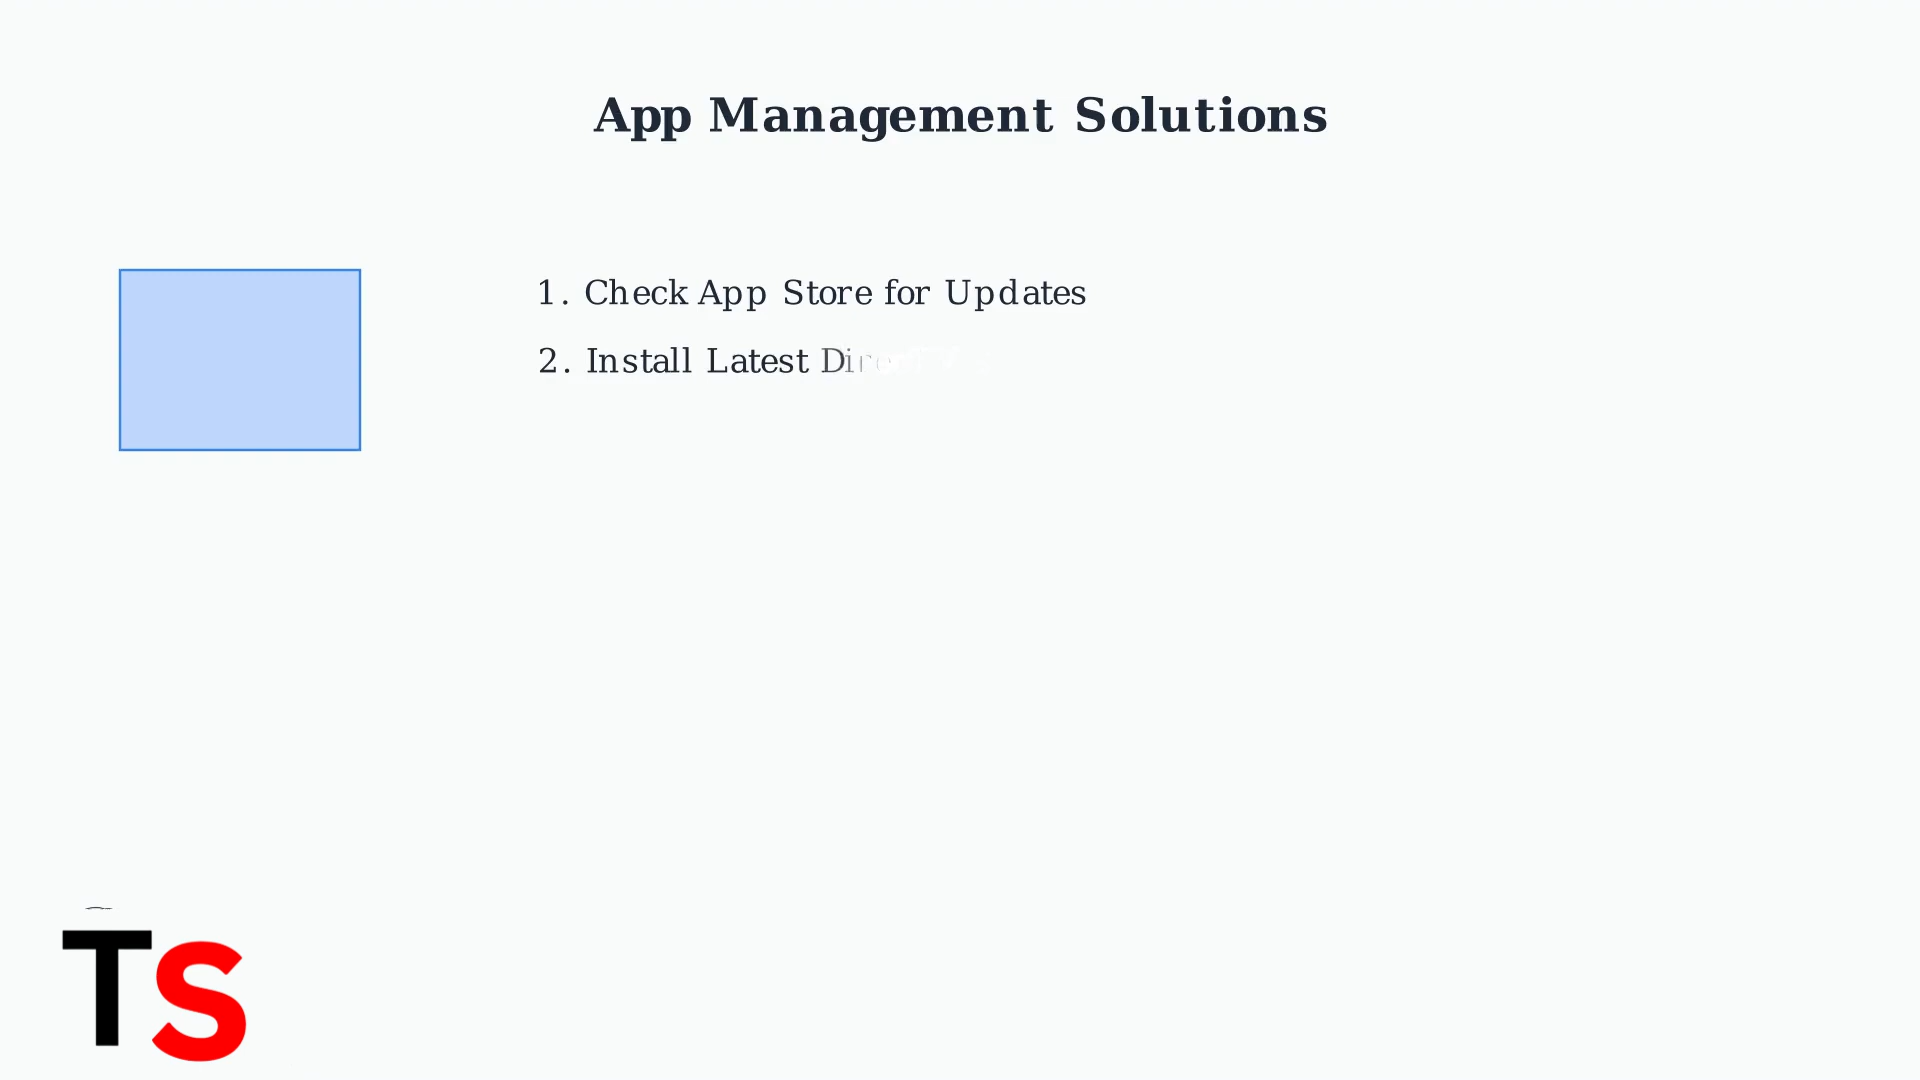 App Management Solutions
1. Check App Store for Updates
2. Install Latest
TS